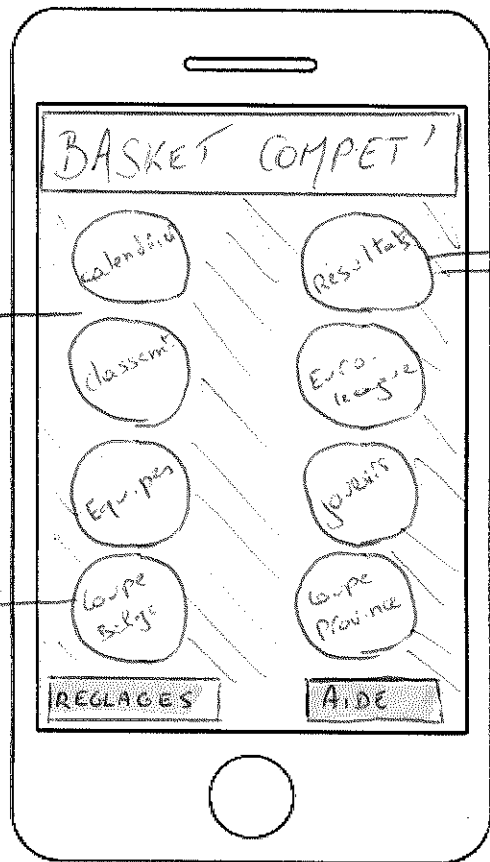 BASKET COMPET'
calendrier
Résultats
classemt
Euro-
league
Equipes
joueurs
Coupe
Belge
coupe
Province
REGLAGES
AIDE